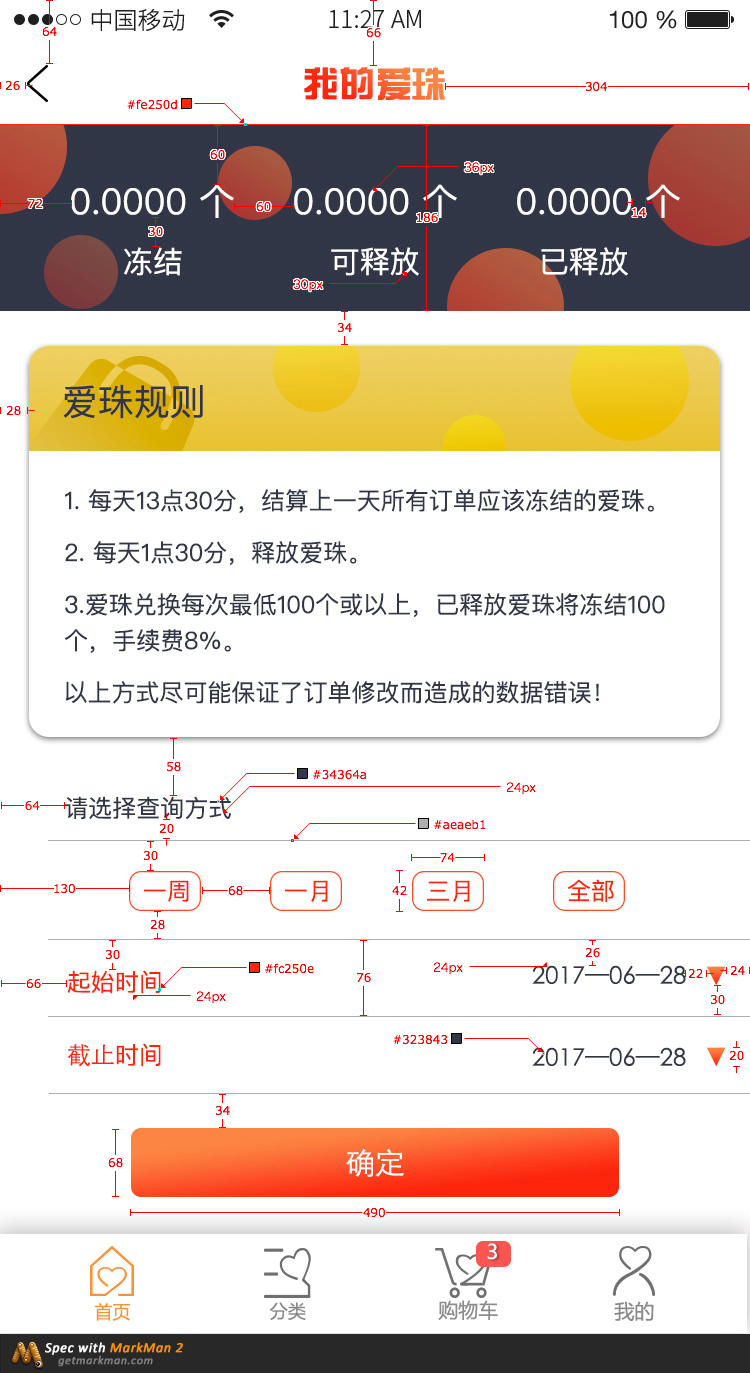 中国移动 11:27 AM 100 %
64 66
26 我的爱珠 304
#fe250d
60
36px
72 0.0000 个 60 0.0000 个 186 0.0000 14 个
30
冻结 可释放 已释放
30px
34
28 爱珠规则
1. 每天13点30分，结算上一天所有订单应该冻结的爱珠。
2. 每天1点30分，释放爱珠。
3.爱珠兑换每次最低100个或以上，已释放爱珠将冻结100
个，手续费8%。
以上方式尽可能保证了订单修改而造成的数据错误！
58
#34364a
24px
64 请选择查询方式
20 #aeaeb1
30 74
130 一周 68 一月 42 三月 全部
28
30 26
66 起始时间 #fc250e 76 24px 2017—06—28 22 24
24px 30
#323843
截止时间 2017—06—28 20
34
68 确定
490
3
首页 分类 购物车 我的
Spec with MarkMan 2
getmarkman.com